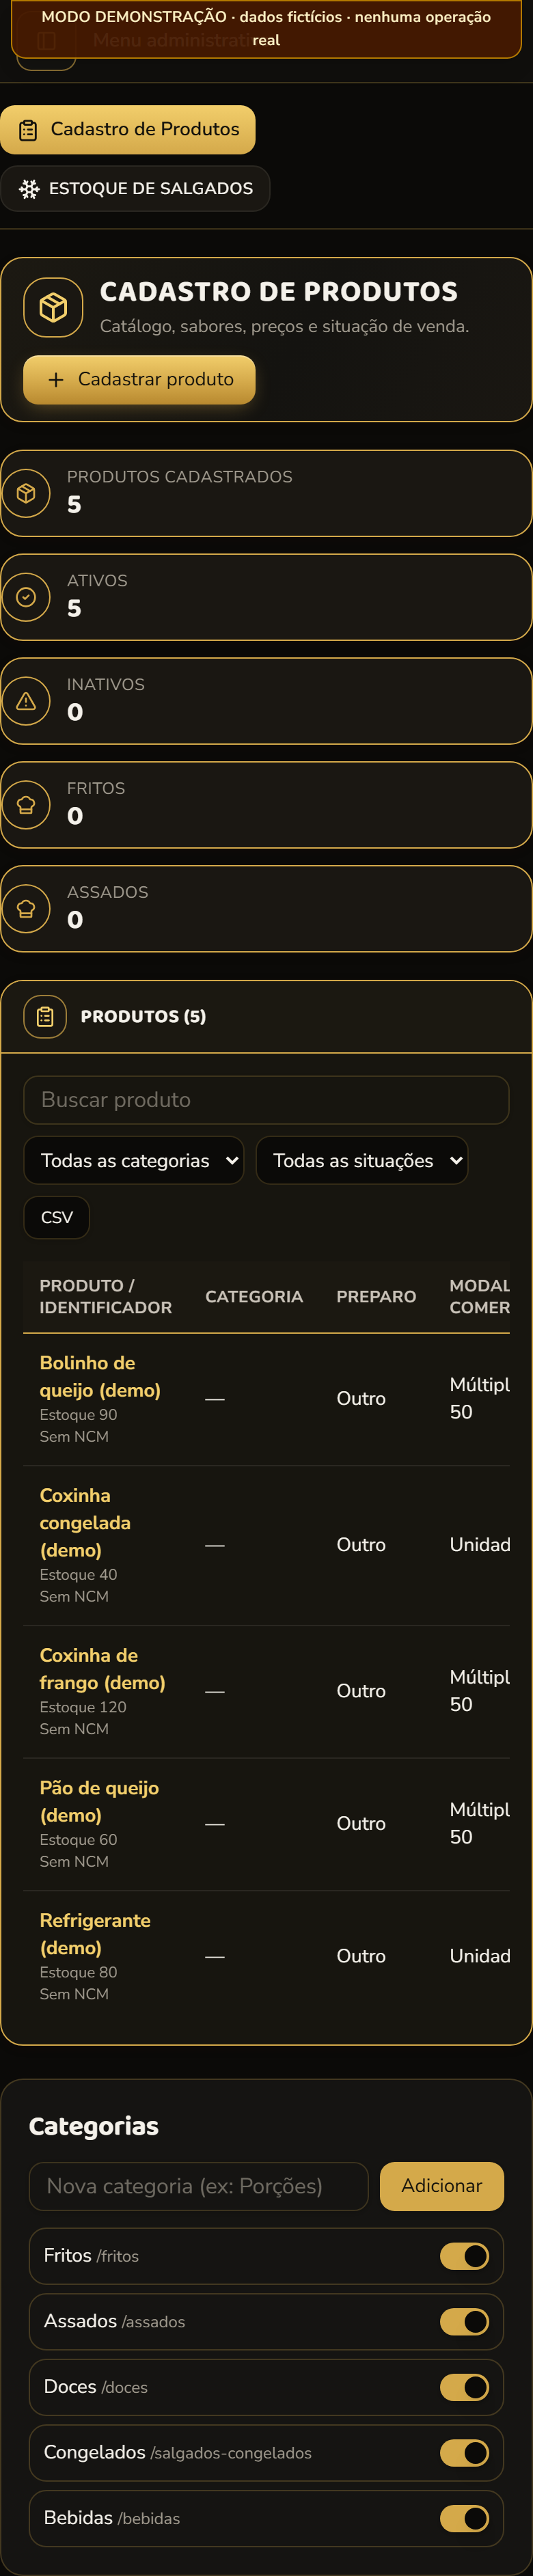 MODO DEMONSTRAÇÃO · dados fictícios · nenhuma operação
real
Menu administrati
Cadastro de Produtos
ESTOQUE DE SALGADOS
CADASTRO DE PRODUTOS
Catálogo, sabores, preços e situação de venda.
+ Cadastrar produto
PRODUTOS CADASTRADOS
5
ATIVOS
5
INATIVOS
0
FRITOS
0
ASSADOS
0
PRODUTOS (5)
Buscar produto
Todas as categorias
Todas as situações
CSV
PRODUTO /
IDENTIFICADOR
CATEGORIA
PREPARO
MODAL
COMER
Bolinho de
queijo (demo)
Estoque 90
Sem NCM
—
Outro
Múltipl
50
Coxinha
congelada
(demo)
Estoque 40
Sem NCM
—
Outro
Unidad
Coxinha de
frango (demo)
Estoque 120
Sem NCM
—
Outro
Múltipl
50
Pão de queijo
(demo)
Estoque 60
Sem NCM
—
Outro
Múltipl
50
Refrigerante
(demo)
Estoque 80
Sem NCM
—
Outro
Unidad
Categorias
Nova categoria (ex: Porções)
Adicionar
Fritos /fritos
Assados /assados
Doces /doces
Congelados /salgados-congelados
Bebidas /bebidas